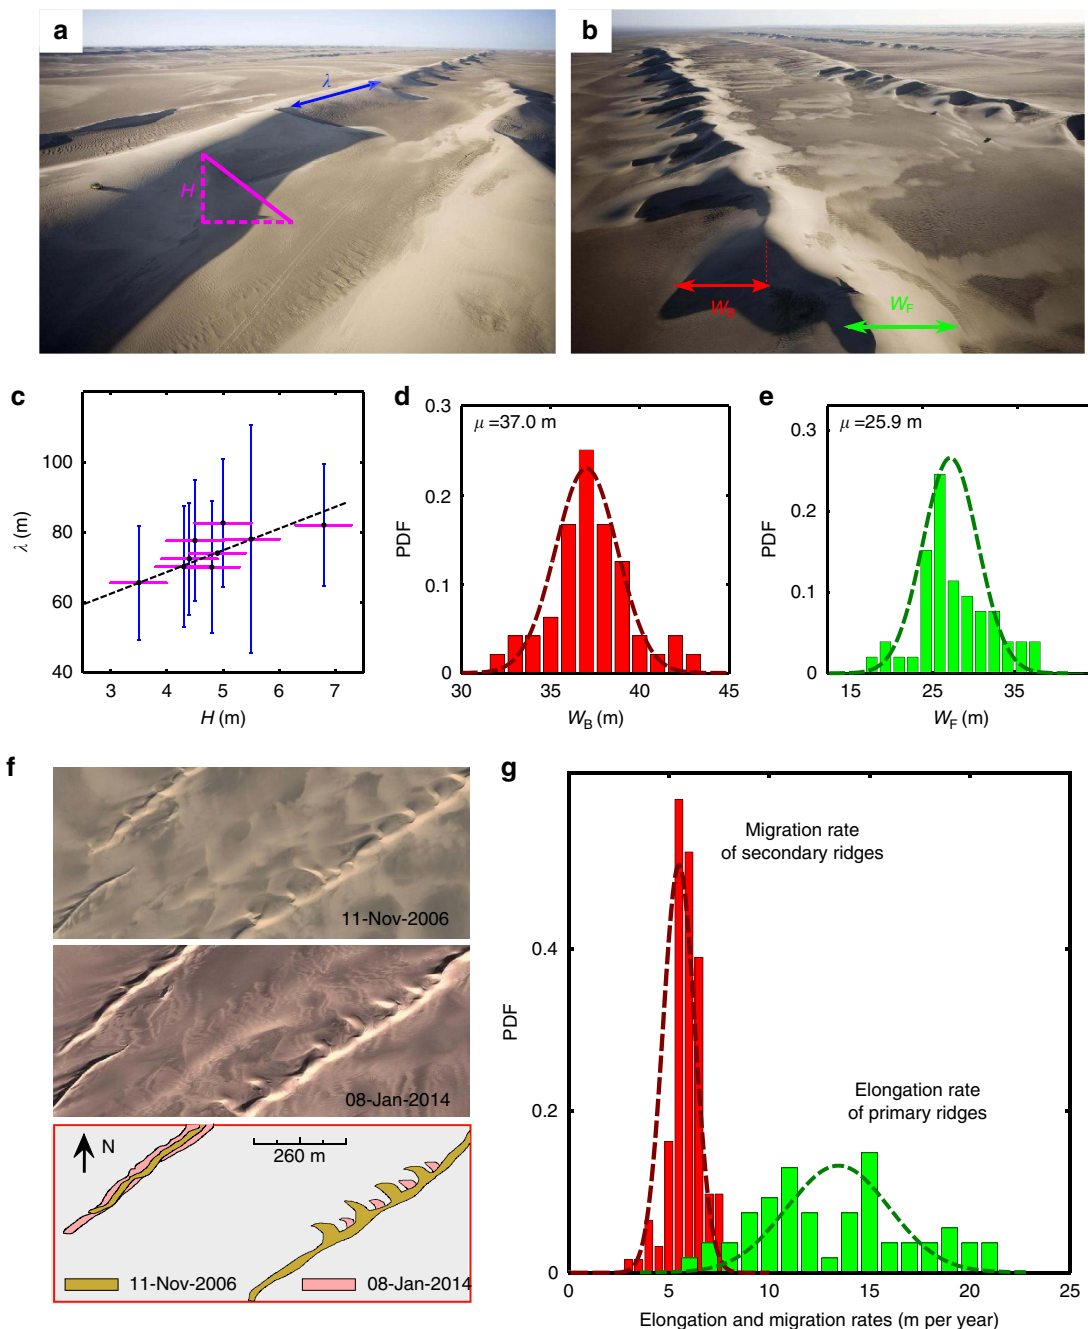 a
λ
H
b
W_B
W_F
c
100
80
60
40
λ (m)
3 4 5 6 7
H (m)
d
0.3
0.2
0.1
0
PDF
μ =37.0 m
30 35 40 45
W_B (m)
e
0.3
0.2
0.1
0
PDF
μ =25.9 m
15 25 35
W_F (m)
f
11-Nov-2006
08-Jan-2014
N
260 m
11-Nov-2006
08-Jan-2014
g
0.4
0.2
0
PDF
Migration rate
of secondary ridges
Elongation rate
of primary ridges
0 5 10 15 20 25
Elongation and migration rates (m per year)